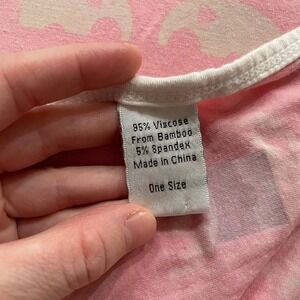 95% Viscose
From Bamboo
5% Spandex
Made in China
One Size